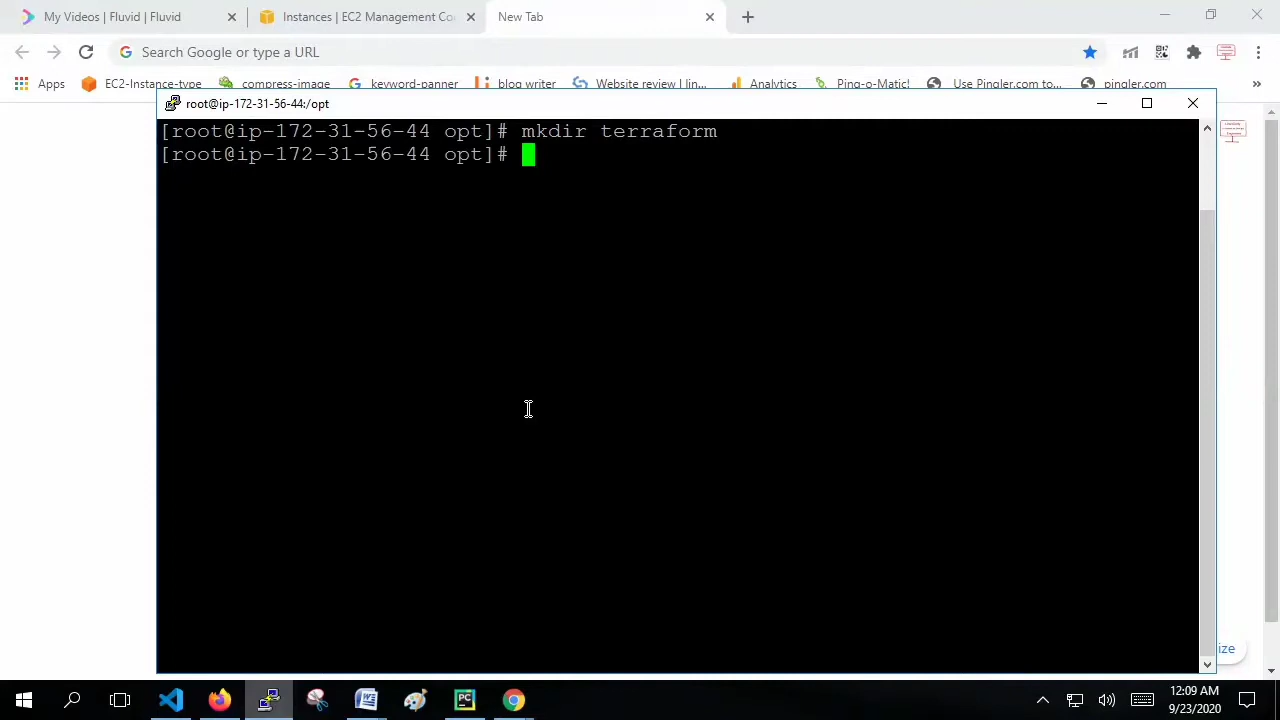 My Videos | Fluvid | Fluvid
Instances | EC2 Management Co
New Tab
Search Google or type a URL
Apps
EC2-Instance-type
compress-image
keyword-panner
blog writer
Website review | lin...
Analytics
Ping-o-Matic!
Use Pingler.com to...
pingler.com
root@ip-172-31-56-44:/opt
[root@ip-172-31-56-44 opt]# mkdir terraform
[root@ip-172-31-56-44 opt]#
ize
PC
12:09 AM
9/23/2020